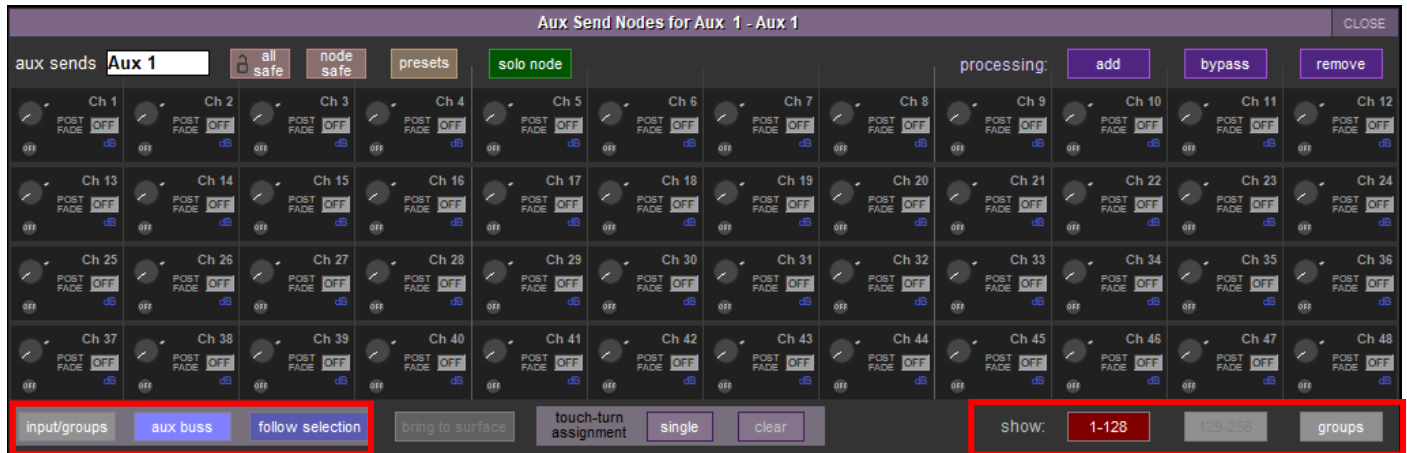 Aux Send Nodes for Aux 1 - Aux 1 CLOSE
aux sends Aux 1 all safe node safe presets solo node processing: add bypass remove
Ch 1 Ch 2 Ch 3 Ch 4 Ch 5 Ch 6 Ch 7 Ch 8 Ch 9 Ch 10 Ch 11 Ch 12
POST FADE OFF POST FADE OFF POST FADE OFF POST FADE OFF POST FADE OFF POST FADE OFF POST FADE OFF POST FADE OFF POST FADE OFF POST FADE OFF POST FADE OFF POST FADE OFF
OFF dB OFF dB OFF dB OFF dB OFF dB OFF dB OFF dB OFF dB OFF dB OFF dB OFF dB OFF dB
Ch 13 Ch 14 Ch 15 Ch 16 Ch 17 Ch 18 Ch 19 Ch 20 Ch 21 Ch 22 Ch 23 Ch 24
POST FADE OFF POST FADE OFF POST FADE OFF POST FADE OFF POST FADE OFF POST FADE OFF POST FADE OFF POST FADE OFF POST FADE OFF POST FADE OFF POST FADE OFF POST FADE OFF
OFF dB OFF dB OFF dB OFF dB OFF dB OFF dB OFF dB OFF dB OFF dB OFF dB OFF dB OFF dB
Ch 25 Ch 26 Ch 27 Ch 28 Ch 29 Ch 30 Ch 31 Ch 32 Ch 33 Ch 34 Ch 35 Ch 36
POST FADE OFF POST FADE OFF POST FADE OFF POST FADE OFF POST FADE OFF POST FADE OFF POST FADE OFF POST FADE OFF POST FADE OFF POST FADE OFF POST FADE OFF POST FADE OFF
OFF dB OFF dB OFF dB OFF dB OFF dB OFF dB OFF dB OFF dB OFF dB OFF dB OFF dB OFF dB
Ch 37 Ch 38 Ch 39 Ch 40 Ch 41 Ch 42 Ch 43 Ch 44 Ch 45 Ch 46 Ch 47 Ch 48
POST FADE OFF POST FADE OFF POST FADE OFF POST FADE OFF POST FADE OFF POST FADE OFF POST FADE OFF POST FADE OFF POST FADE OFF POST FADE OFF POST FADE OFF POST FADE OFF
OFF dB OFF dB OFF dB OFF dB OFF dB OFF dB OFF dB OFF dB OFF dB OFF dB OFF dB OFF dB
input/groups aux buss follow selection bring to surface touch-turn assignment single clear show: 1-128 129-256 groups